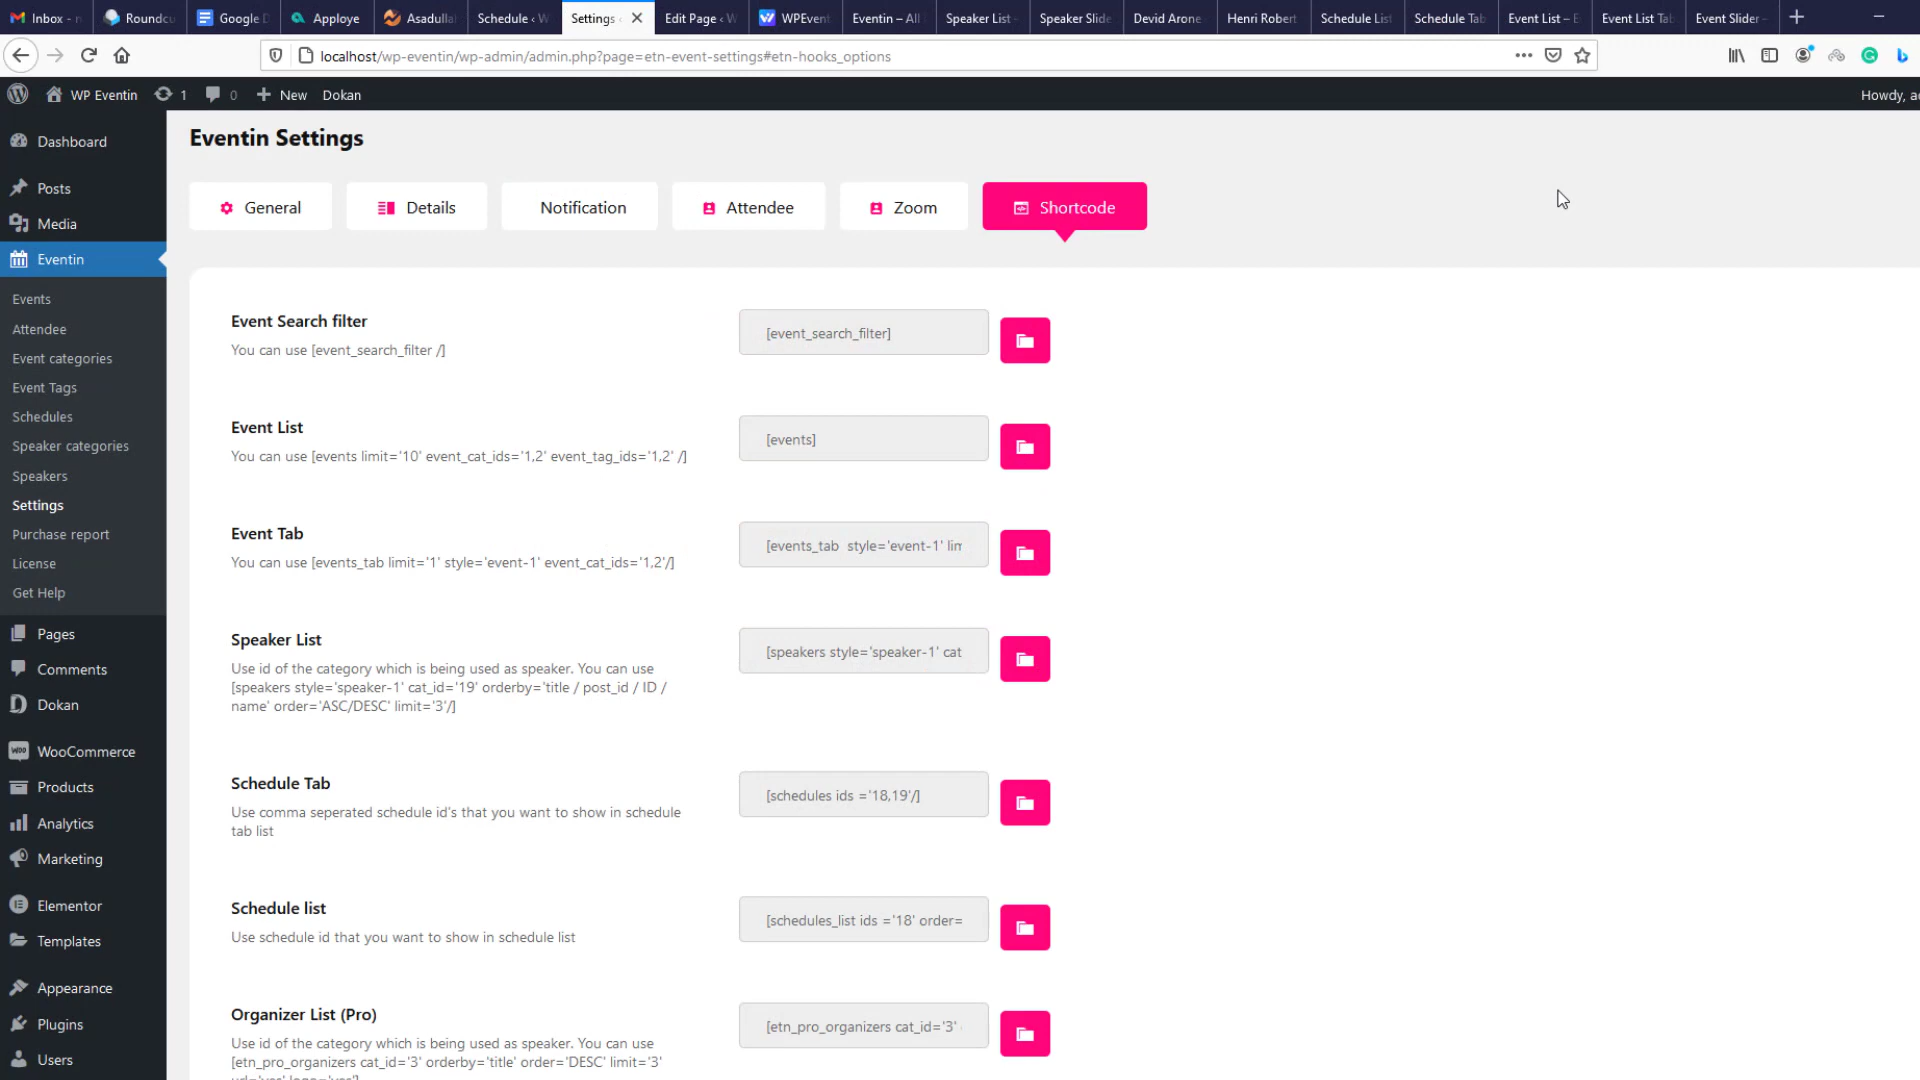 Inbox
Roundcu
Google D
Apploye
Asadulla
Schedule ‹ W
Settings ‹
Edit Page ‹ W
WPEvent
Eventin – All
Speaker List
Speaker Slide
Devid Arone
Henri Robert
Schedule List
Schedule Tab
Event List – E
Event List Tab
Event Slider –
localhost/wp-eventin/wp-admin/admin.php?page=etn-event-settings#etn-hooks_options
WP Eventin 1 0 New Dokan
Howdy, a
Dashboard
Posts
Media
Eventin
Events
Attendee
Event categories
Event Tags
Schedules
Speaker categories
Speakers
Settings
Purchase report
License
Get Help
Pages
Comments
Dokan
WooCommerce
Products
Analytics
Marketing
Elementor
Templates
Appearance
Plugins
Users
Eventin Settings
General Details Notification Attendee Zoom Shortcode
Event Search filter
You can use [event_search_filter /]
[event_search_filter]
Event List
You can use [events limit='10' event_cat_ids='1,2' event_tag_ids='1,2' /]
[events]
Event Tab
You can use [events_tab limit='1' style='event-1' event_cat_ids='1,2'/]
[events_tab style='event-1' lim
Speaker List
Use id of the category which is being used as speaker. You can use
[speakers style='speaker-1' cat_id='19' orderby='title / post_id / ID /
name' order='ASC/DESC' limit='3'/]
[speakers style='speaker-1' cat
Schedule Tab
Use comma seperated schedule id's that you want to show in schedule
tab list
[schedules ids ='18,19'/]
Schedule list
Use schedule id that you want to show in schedule list
[schedules_list ids ='18' order=
Organizer List (Pro)
Use id of the category which is being used as speaker. You can use
[etn_pro_organizers cat_id='3' orderby='title' order='DESC' limit='3'
[etn_pro_organizers cat_id='3'